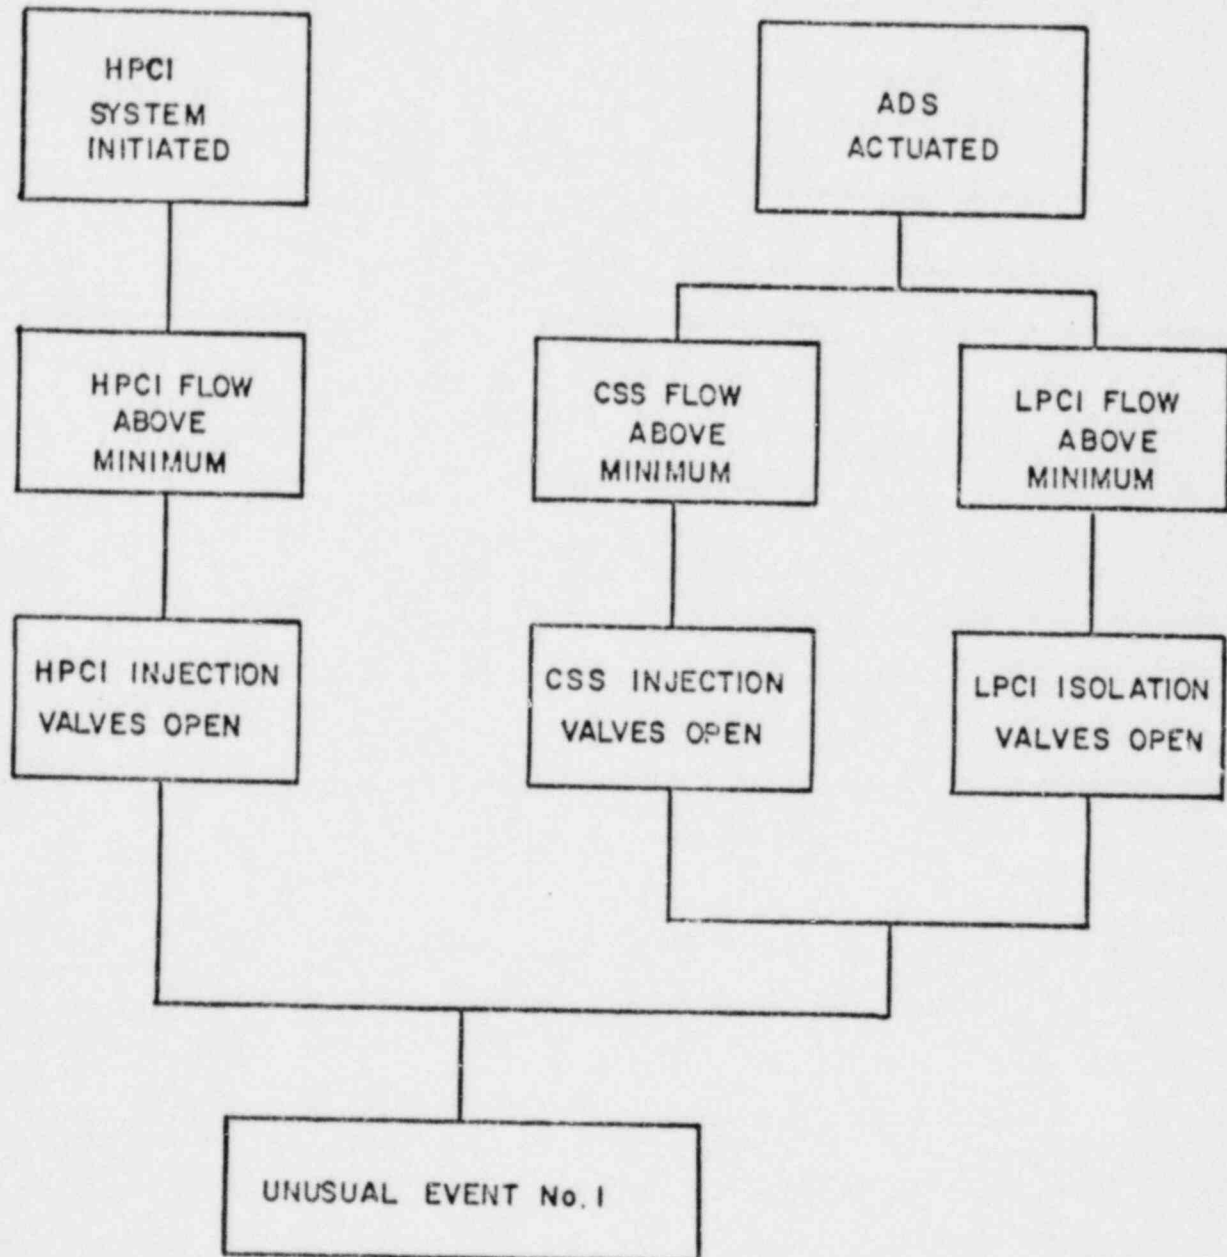 HPCI
SYSTEM
INITIATED
ADS
ACTUATED
HPCI FLOW
ABOVE
MINIMUM
CSS FLOW
ABOVE
MINIMUM
LPCI FLOW
ABOVE
MINIMUM
HPCI INJECTION
VALVES OPEN
CSS INJECTION
VALVES OPEN
LPCI ISOLATION
VALVES OPEN
UNUSUAL EVENT No. 1